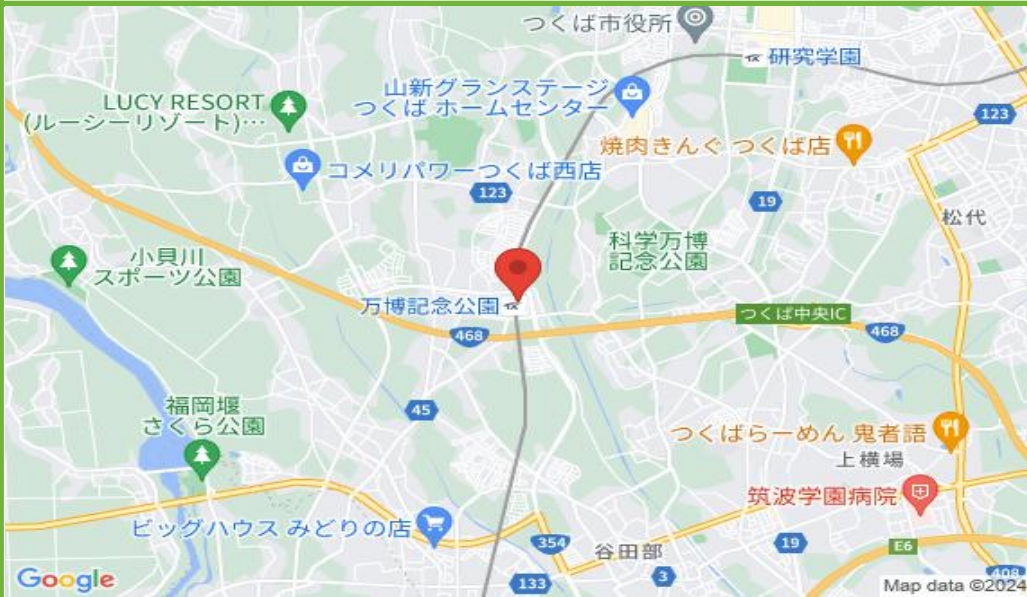 つくば市役所
研究学園
山新グランステージ
つくば ホームセンター
LUCY RESORT
(ルーシーリゾート)…
123
焼肉きんぐ つくば店
コメリパワーつくば西店
123
19
松代
科学万博
記念公園
小貝川
スポーツ公園
万博記念公園
つくば中央IC
468
468
45
福岡堰
さくら公園
つくばらーめん 鬼者語
上横場
筑波学園病院
ビッグハウス みどりの店
354
谷田部
19
E6
133
3
408
Google
Map data ©2024